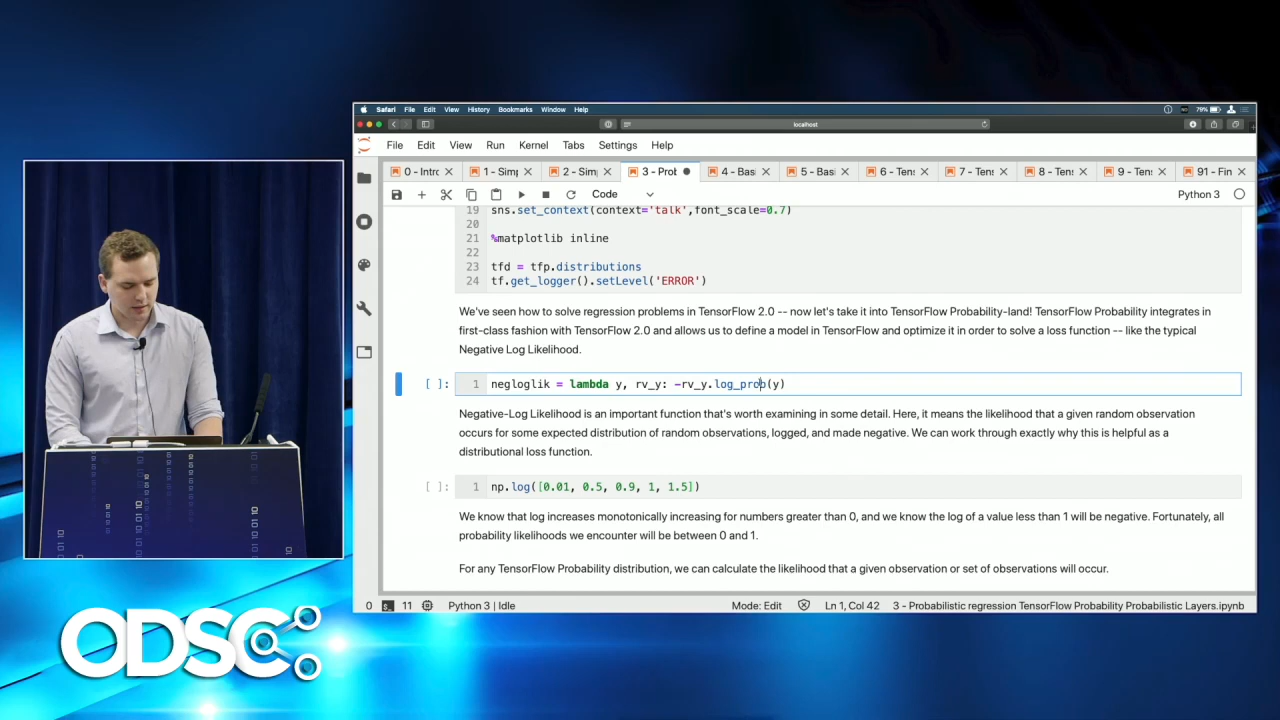 Safari File Edit View History Bookmarks Window Help
79%
localhost
File Edit View Run Kernel Tabs Settings Help
0 - Intro 1 - Simp 2 - Sim 3 - Prob 4 - Basi 5 - Basi 6 - Tens 7 - Tens 8 - Tens 9 - Tens 91 - Fin
Code Python 3
19 sns.set_context(context='talk',font_scale=0.7)
20
21 %matplotlib inline
22
23 tfd = tfp.distributions
24 tf.get_logger().setLevel('ERROR')
We've seen how to solve regression problems in TensorFlow 2.0 -- now let's take it into TensorFlow Probability-land! TensorFlow Probability integrates in
first-class fashion with TensorFlow 2.0 and allows us to define a model in TensorFlow and optimize it in order to solve a loss function -- like the typical
Negative Log Likelihood.
[ ]: 1 negloglik = lambda y, rv_y: -rv_y.log_prob(y)
Negative-Log Likelihood is an important function that's worth examining in some detail. Here, it means the likelihood that a given random observation
occurs for some expected distribution of random observations, logged, and made negative. We can work through exactly why this is helpful as a
distributional loss function.
[ ]: 1 np.log([0.01, 0.5, 0.9, 1, 1.5])
We know that log increases monotonically increasing for numbers greater than 0, and we know the log of a value less than 1 will be negative. Fortunately, all
probability likelihoods we encounter will be between 0 and 1.
For any TensorFlow Probability distribution, we can calculate the likelihood that a given observation or set of observations will occur.
0 11 Python 3 | Idle Mode: Edit Ln 1, Col 42 3 - Probabilistic regression TensorFlow Probability Probabilistic Layers.ipynb
ODSC